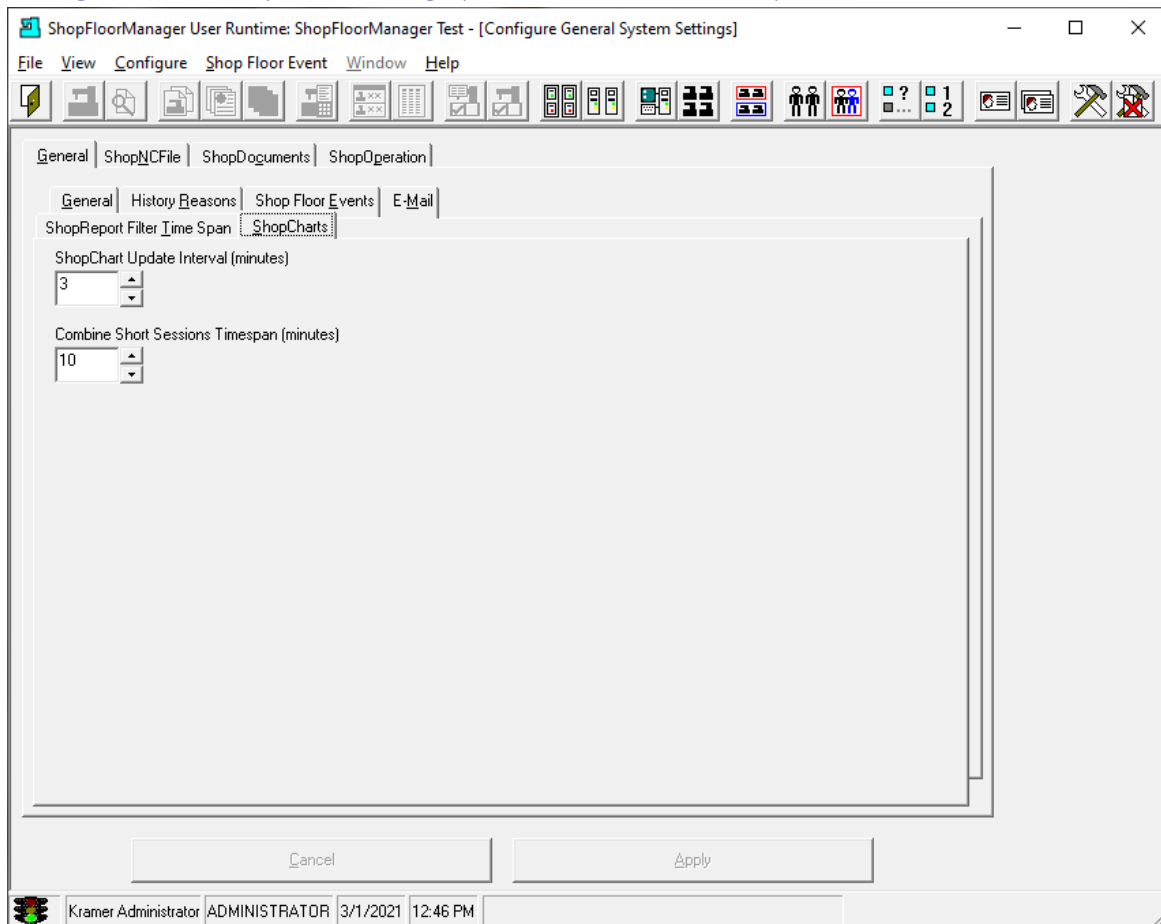 ShopFloorManager User Runtime: ShopFloorManager Test - [Configure General System Settings]
File View Configure Shop Floor Event Window Help
General ShopNCFile ShopDocuments ShopOperation
General History Reasons Shop Floor Events E-Mail
ShopReport Filter Time Span ShopCharts
ShopChart Update Interval (minutes)
3
Combine Short Sessions Timespan (minutes)
10
Cancel Apply
Kramer Administrator ADMINISTRATOR 3/1/2021 12:46 PM